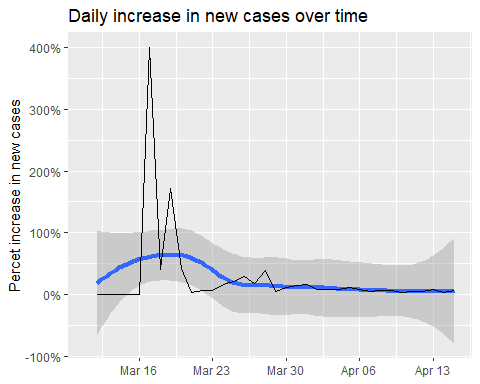 Daily increase in new cases over time
Percet increase in new cases
400%
300%
200%
100%
0%
-100%
Mar 16 Mar 23 Mar 30 Apr 06 Apr 13